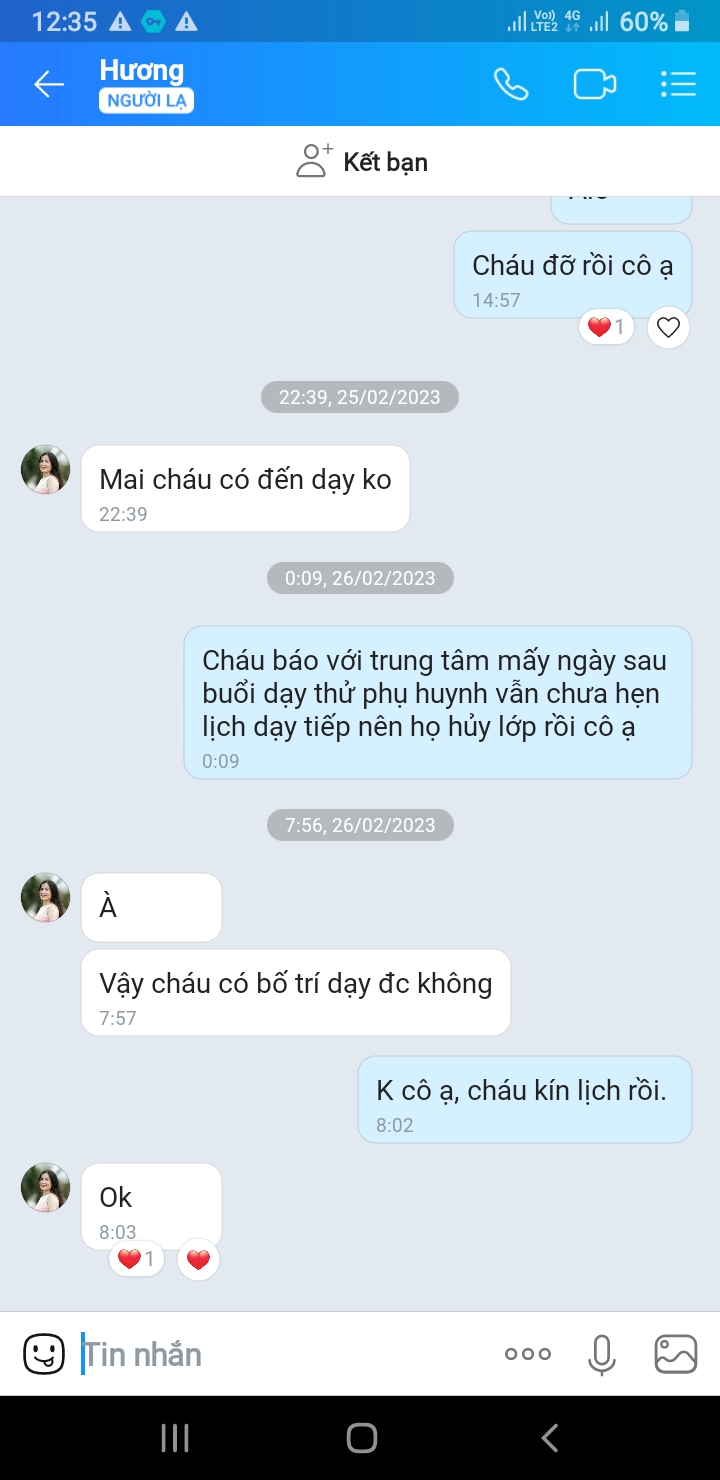 12:35
Vo))
LTE2
4G
60%
Hương
NGƯỜI LẠ
Kết bạn
Cháu đỡ rồi cô ạ
14:57
1
22:39, 25/02/2023
Mai cháu có đến dạy ko
22:39
0:09, 26/02/2023
Cháu báo với trung tâm mấy ngày sau
buổi dạy thử phụ huynh vẫn chưa hẹn
lịch dạy tiếp nên họ hủy lớp rồi cô ạ
0:09
7:56, 26/02/2023
À
Vậy cháu có bố trí dạy đc không
7:57
K cô ạ, cháu kín lịch rồi.
8:02
Ok
8:03
1
Tin nhắn